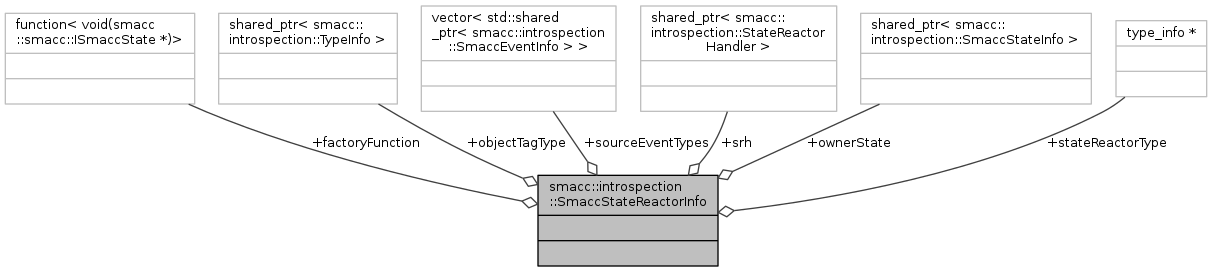 function< void(smacc
::smacc::ISmaccState *)>
shared_ptr< smacc::
introspection::TypeInfo >
vector< std::shared
_ptr< smacc::introspection
::SmaccEventInfo > >
shared_ptr< smacc::
introspection::StateReactor
Handler >
shared_ptr< smacc::
introspection::SmaccStateInfo >
type_info *
+factoryFunction
+objectTagType
+sourceEventTypes
+srh
+ownerState
+stateReactorType
smacc::introspection
::SmaccStateReactorInfo